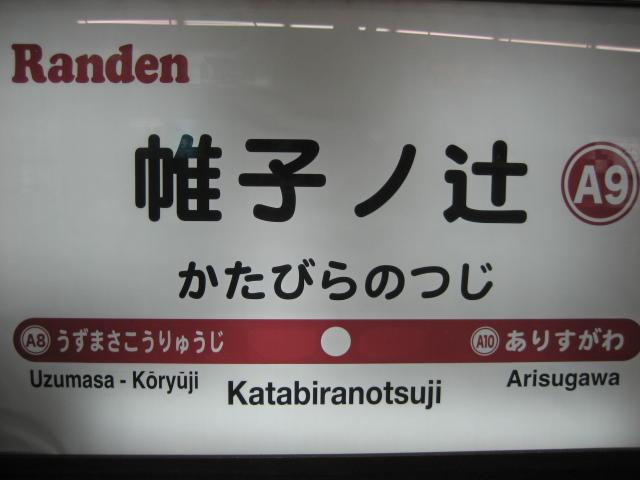 Randen
帷子ノ辻 A9
かたびらのつじ
A8 うずまさこうりゅうじ A10 ありすがわ
Uzumasa - Kōryūji Katabiranotsuji Arisugawa